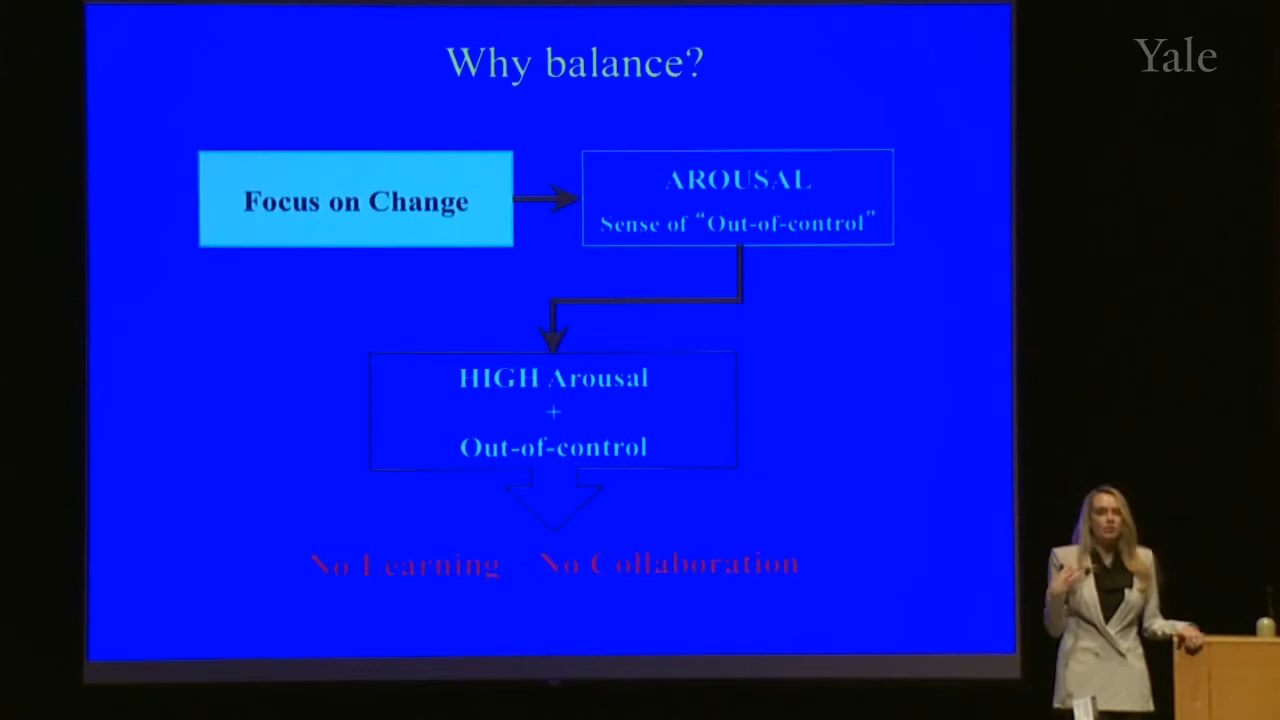 Yale
Why balance?
Focus on Change
AROUSAL
Sense of “Out-of-control”
HIGH Arousal
+
Out-of-control
No Learning – No Collaboration